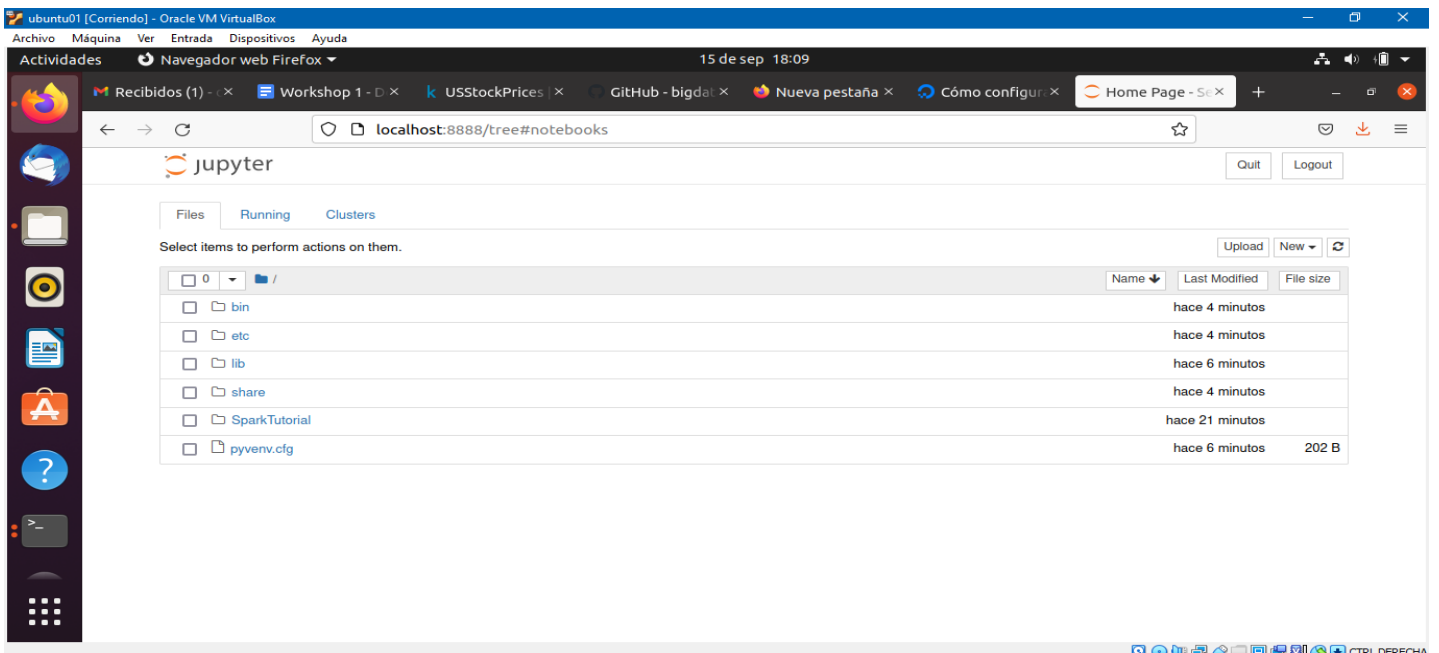 ubuntu01 [Corriendo] - Oracle VM VirtualBox
Archivo Máquina Ver Entrada Dispositivos Ayuda
Actividades Navegador web Firefox 15 de sep 18:09
Recibidos (1) - Workshop 1 - D USStockPrices | GitHub - bigdat Nueva pestaña Cómo configura Home Page - Se
localhost:8888/tree#notebooks
jupyter Quit Logout
Files Running Clusters
Select items to perform actions on them. Upload New
0 / Name Last Modified File size
bin hace 4 minutos
etc hace 4 minutos
lib hace 6 minutos
share hace 4 minutos
SparkTutorial hace 21 minutos
pyvenv.cfg hace 6 minutos 202 B
CTRL DERECHA